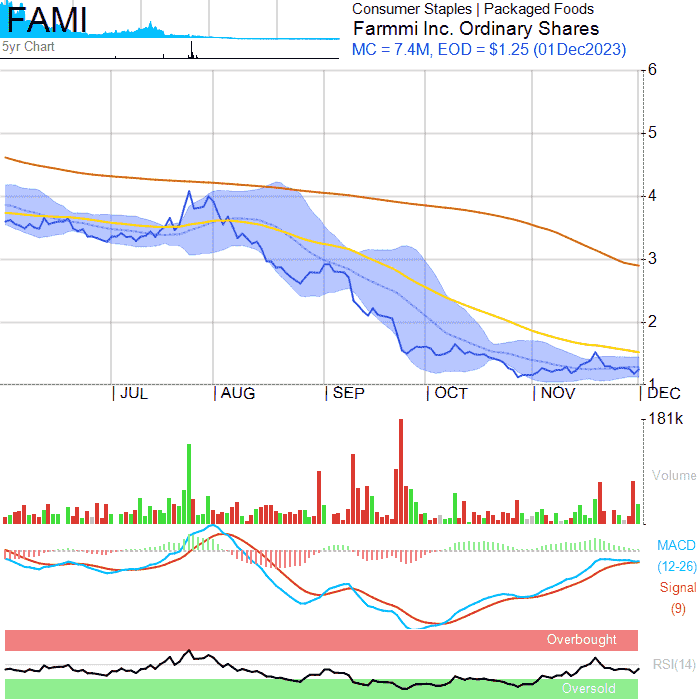 FAMI
5yr Chart
Consumer Staples | Packaged Foods
Farmmi Inc. Ordinary Shares
MC = 7.4M, EOD = $1.25 (01Dec2023)
6
5
4
3
2
1
JUL AUG SEP OCT NOV DEC
181k
Volume
MACD
(12-26)
Signal
(9)
Overbought
RSI(14)
Oversold